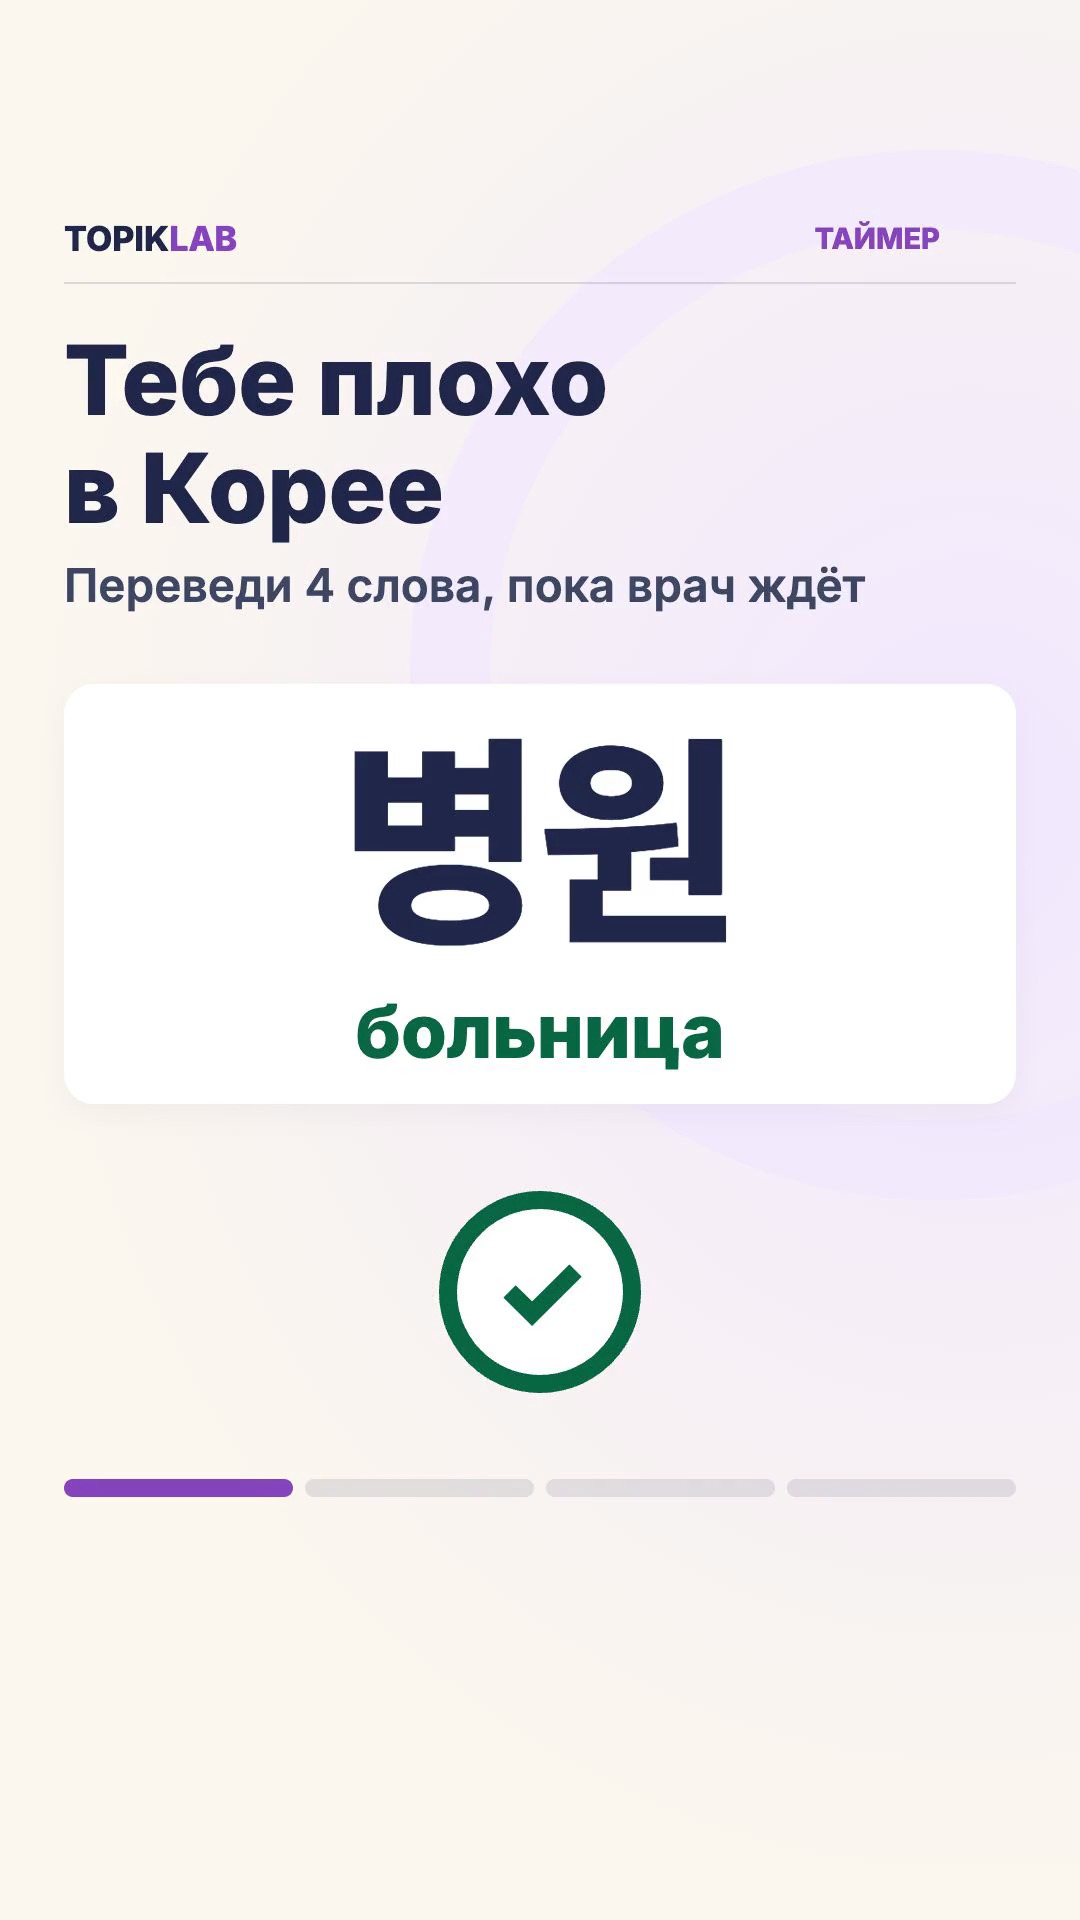 TOPIKLAB
ТАЙМЕР
Тебе плохо
в Корее
Переведи 4 слова, пока врач ждёт
병원
больница